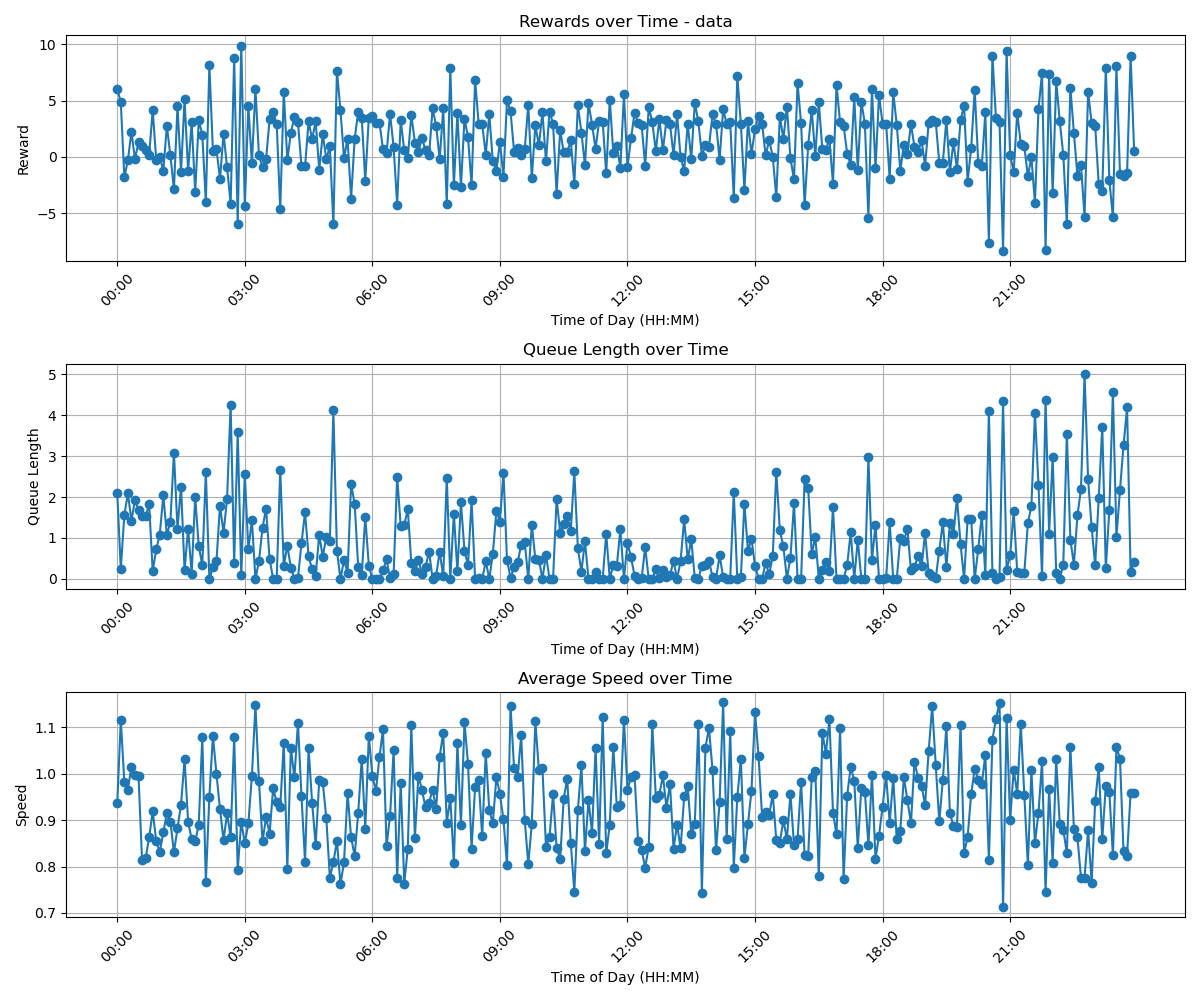 Rewards over Time - data
Reward
10
5
0
−5
00:00 03:00 06:00 09:00 12:00 15:00 18:00 21:00
Time of Day (HH:MM)
Queue Length over Time
Queue Length
5
4
3
2
1
0
00:00 03:00 06:00 09:00 12:00 15:00 18:00 21:00
Time of Day (HH:MM)
Average Speed over Time
Speed
1.1
1.0
0.9
0.8
0.7
00:00 03:00 06:00 09:00 12:00 15:00 18:00 21:00
Time of Day (HH:MM)